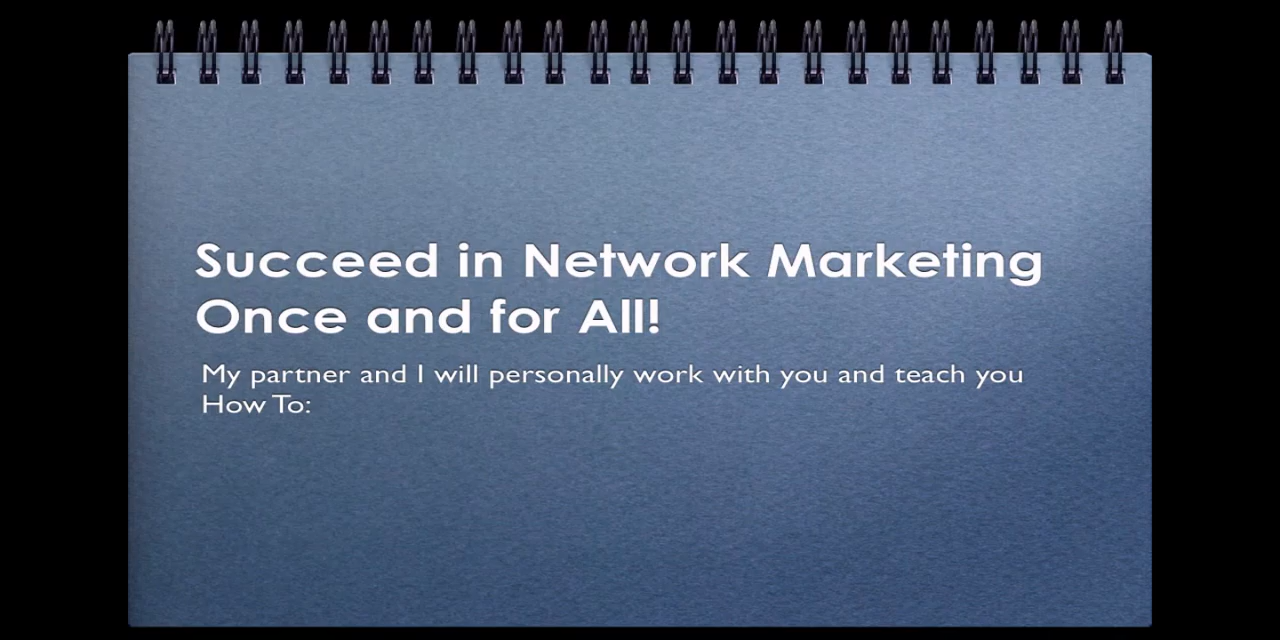 Succeed in Network Marketing
Once and for All!
My partner and I will personally work with you and teach you
How To: